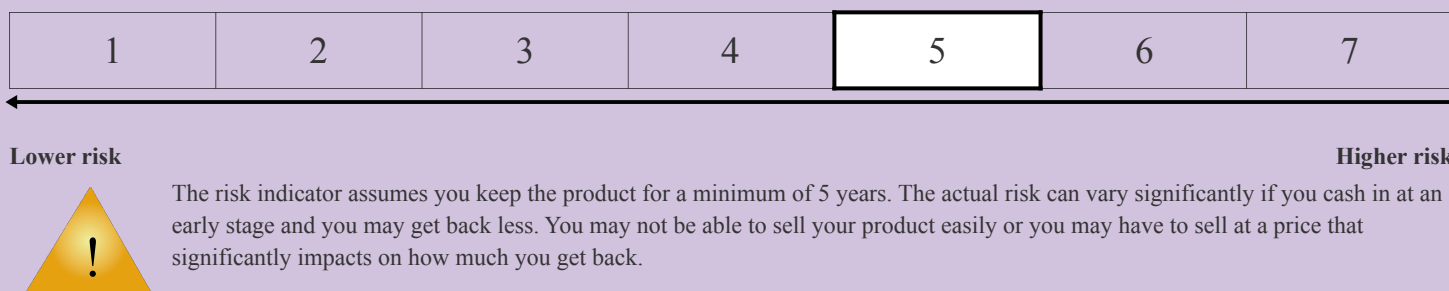 1 2 3 4 5 6 7
Lower risk Higher risk
The risk indicator assumes you keep the product for a minimum of 5 years. The actual risk can vary significantly if you cash in at an
early stage and you may get back less. You may not be able to sell your product easily or you may have to sell at a price that
! significantly impacts on how much you get back.